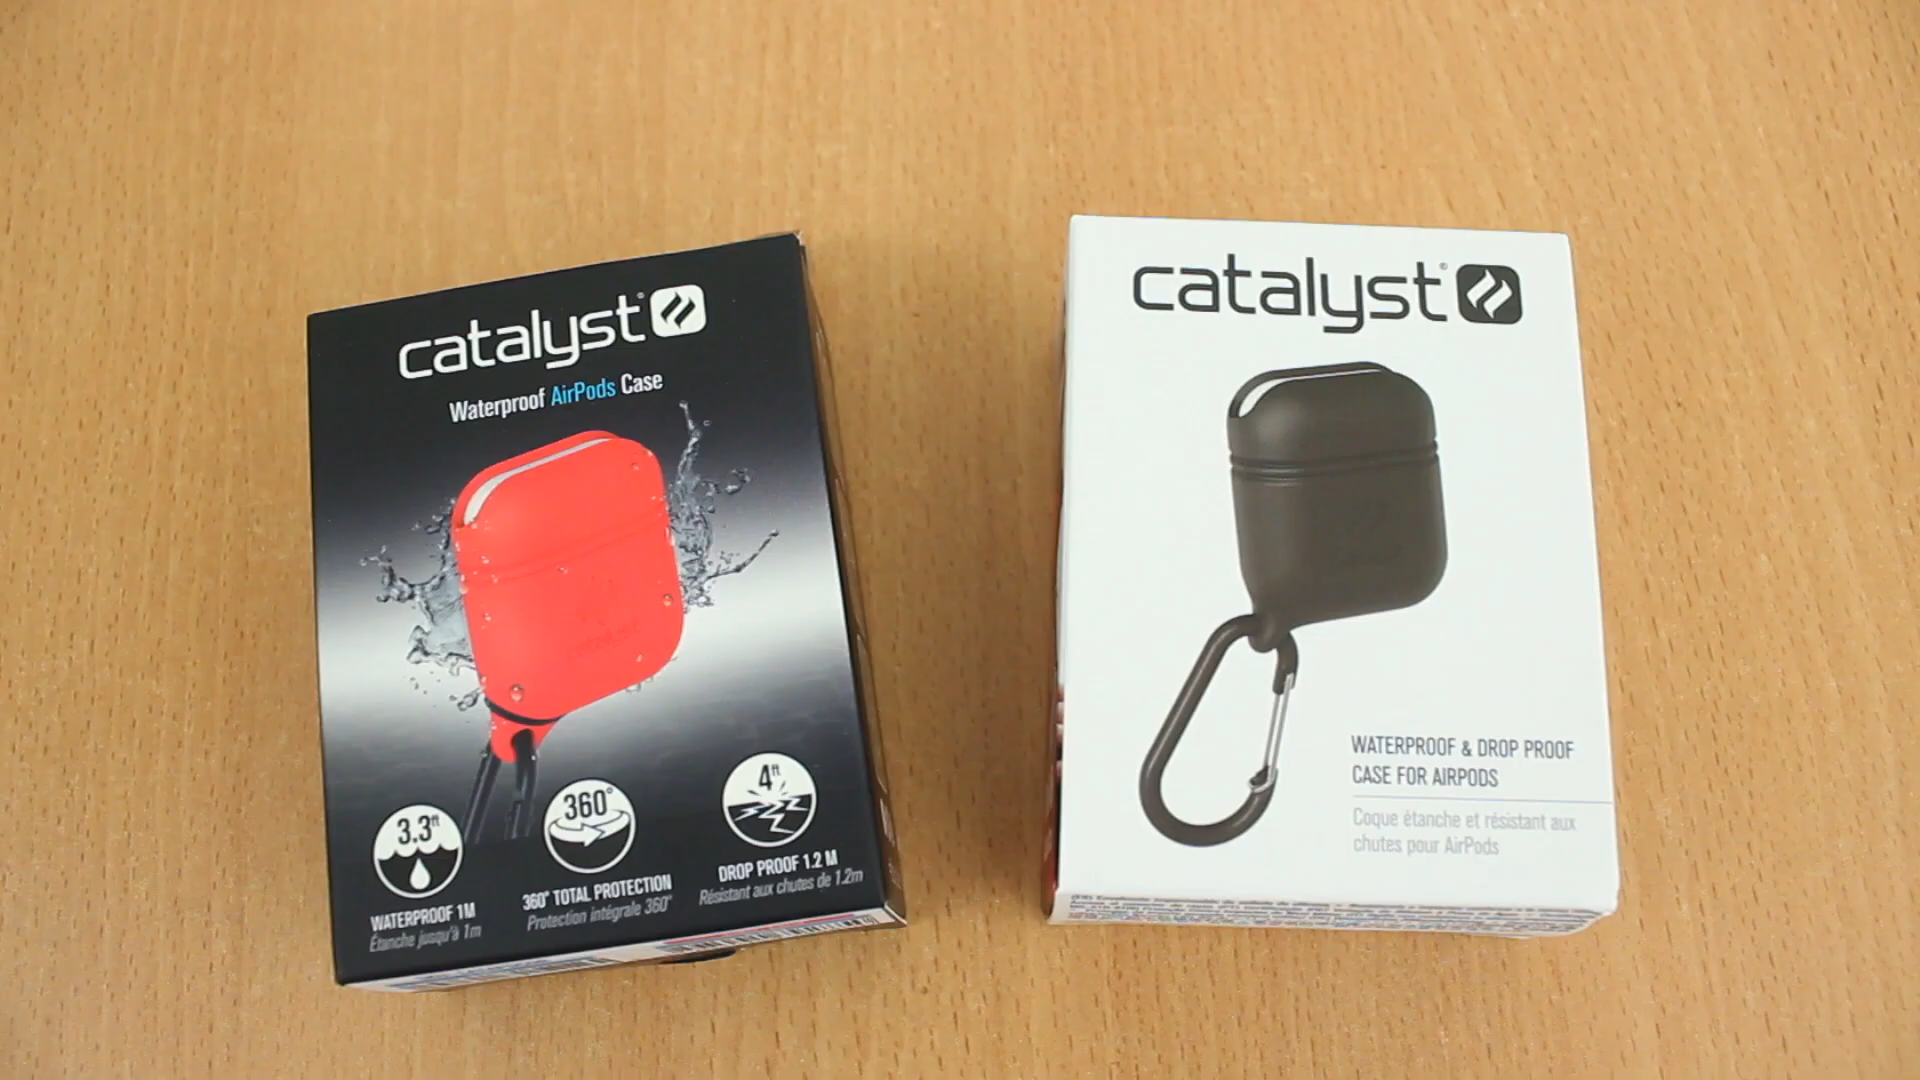 catalyst
Waterproof AirPods Case
3.3ft
WATERPROOF 1M
Étanche jusqu'à 1m
360°
360° TOTAL PROTECTION
Protection intégrale 360°
4ft
DROP PROOF 1.2 M
Résistant aux chutes de 1.2m
catalyst®
WATERPROOF & DROP PROOF
CASE FOR AIRPODS
Coque étanche et résistant aux
chutes pour AirPods